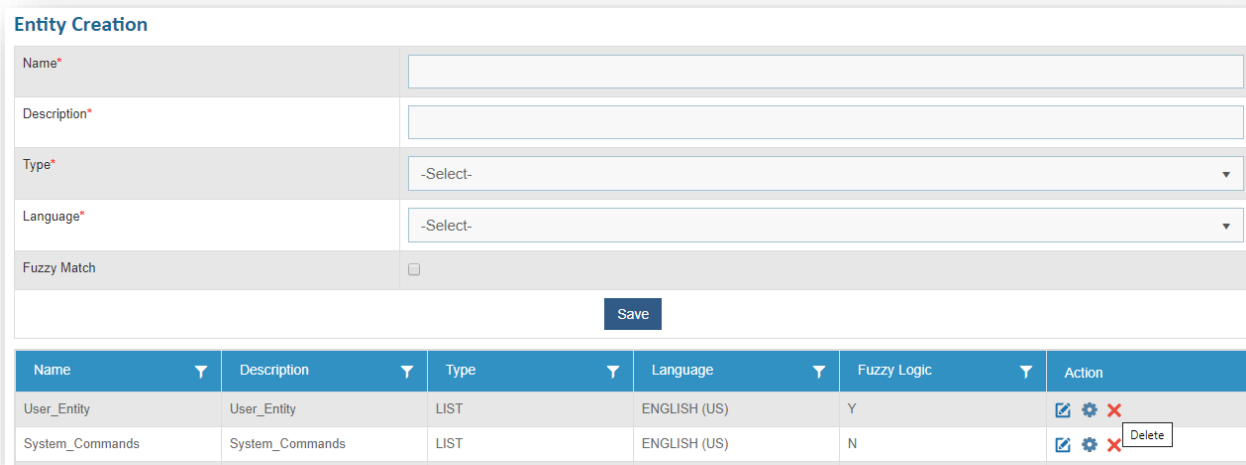 Entity Creation
Name*
Description*
Type*
-Select-
Language*
-Select-
Fuzzy Match
Save
Name Description Type Language Fuzzy Logic Action
User_Entity User_Entity LIST ENGLISH (US) Y
System_Commands System_Commands LIST ENGLISH (US) N
Delete